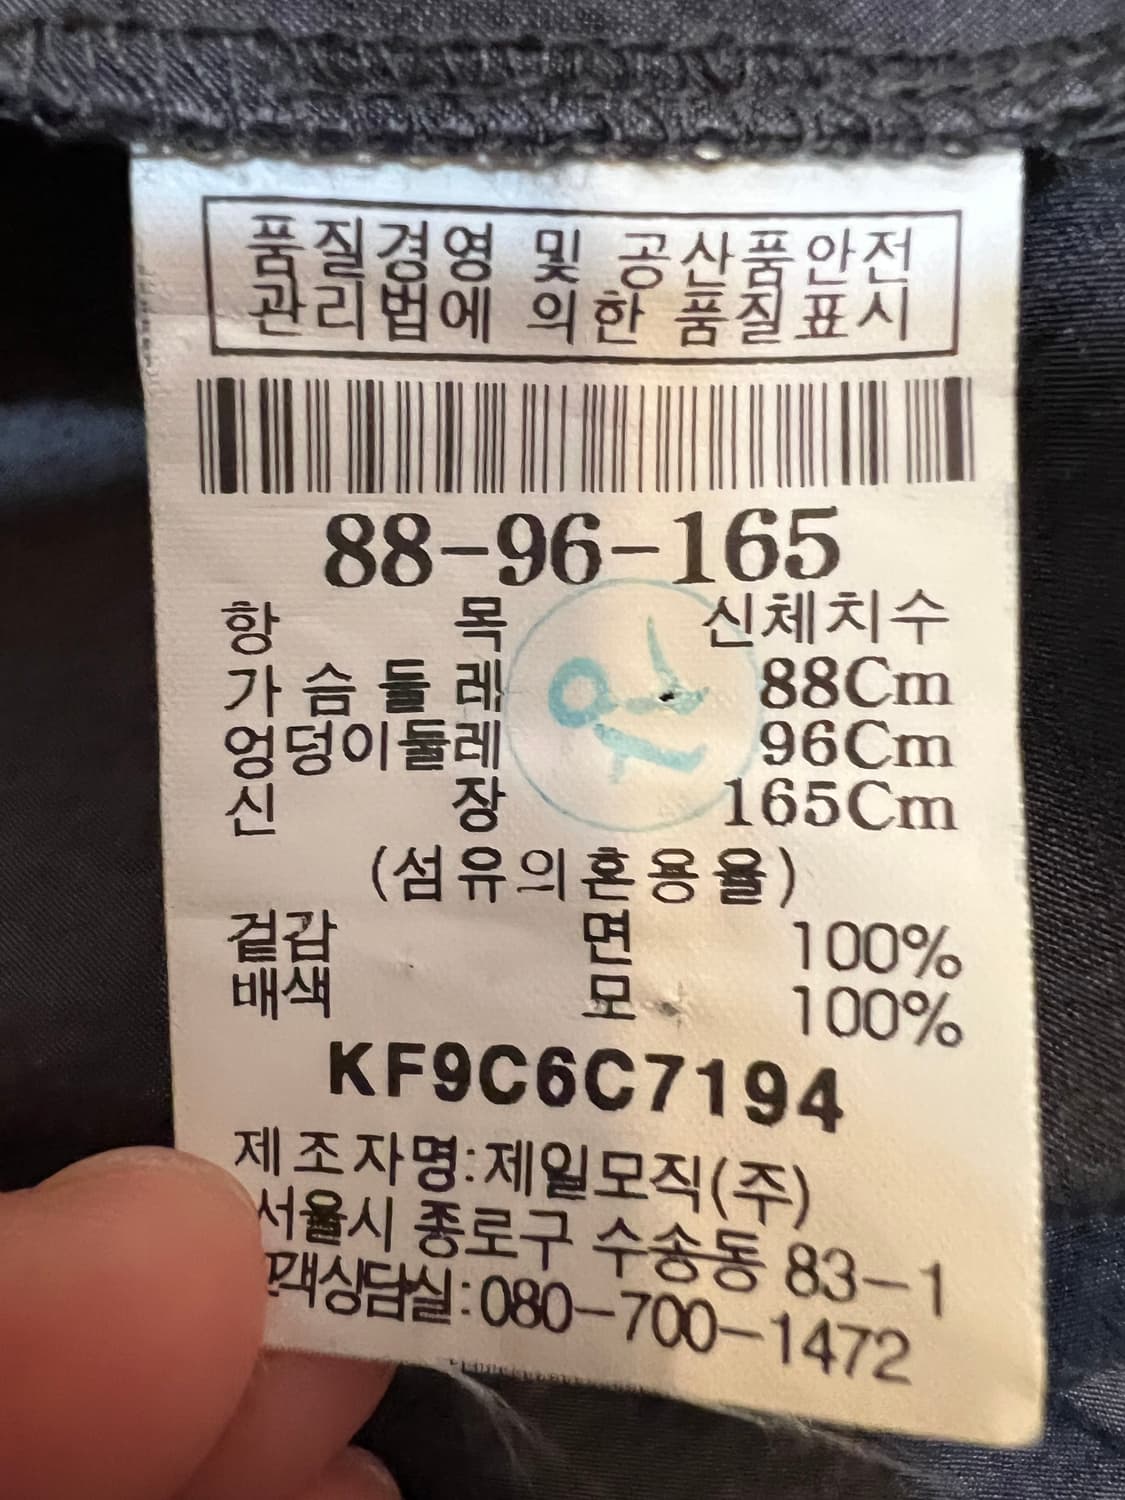 품질경영 및 공산품안전
관리법에 의한 품질표시
88-96-165
항 목 신체치수
가슴둘레 88Cm
엉덩이둘레 96Cm
신 장 165Cm
(섬유의혼용율)
겉감 면 100%
배색 모 100%
KF9C6C7194
제조자명:제일모직(주)
서울시 종로구 수송동 83-1
고객상담실:080-700-1472